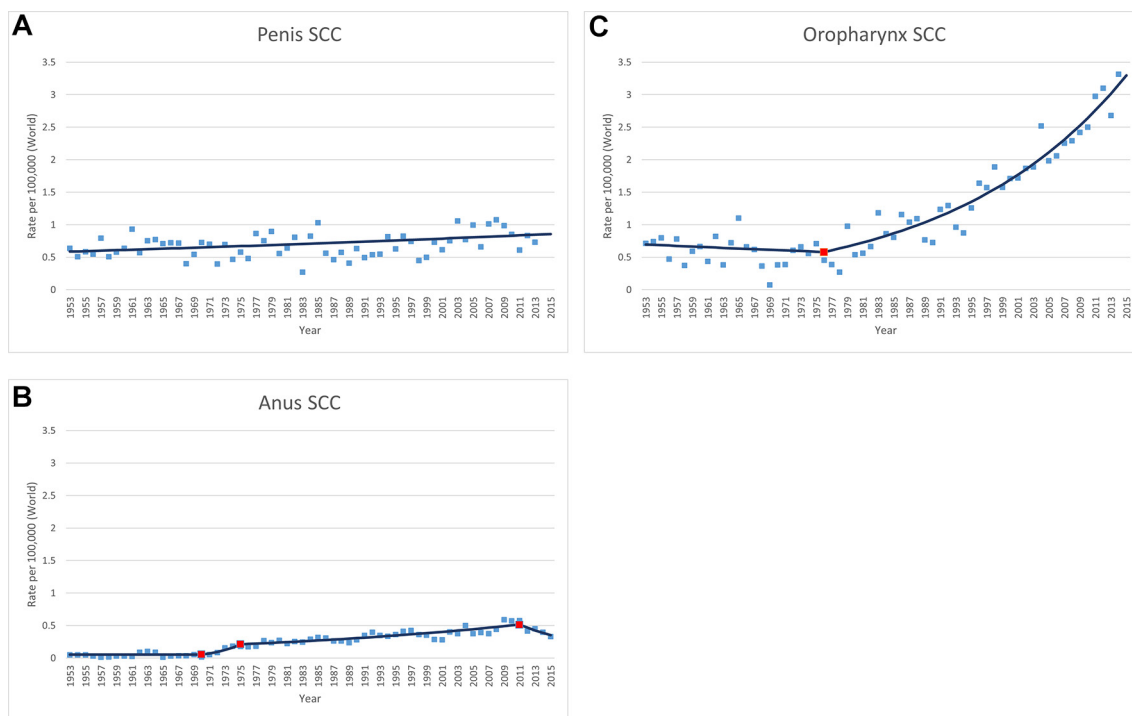 A
Penis SCC
Rate per 100,000 (World)
3.5
3
2.5
2
1.5
1
0.5
0
1953 1955 1957 1959 1961 1963 1965 1967 1969 1971 1973 1975 1977 1979 1981 1983 1985 1987 1989 1991 1993 1995 1997 1999 2001 2003 2005 2007 2009 2011 2013 2015
Year
B
Anus SCC
Rate per 100,000 (World)
3.5
3
2.5
2
1.5
1
0.5
0
1953 1955 1957 1959 1961 1963 1965 1967 1969 1971 1973 1975 1977 1979 1981 1983 1985 1987 1989 1991 1993 1995 1997 1999 2001 2003 2005 2007 2009 2011 2013 2015
Year
C
Oropharynx SCC
Rate per 100,000 (World)
3.5
3
2.5
2
1.5
1
0.5
0
1953 1955 1957 1959 1961 1963 1965 1967 1969 1971 1973 1975 1977 1979 1981 1983 1985 1987 1989 1991 1993 1995 1997 1999 2001 2003 2005 2007 2009 2011 2013 2015
Year